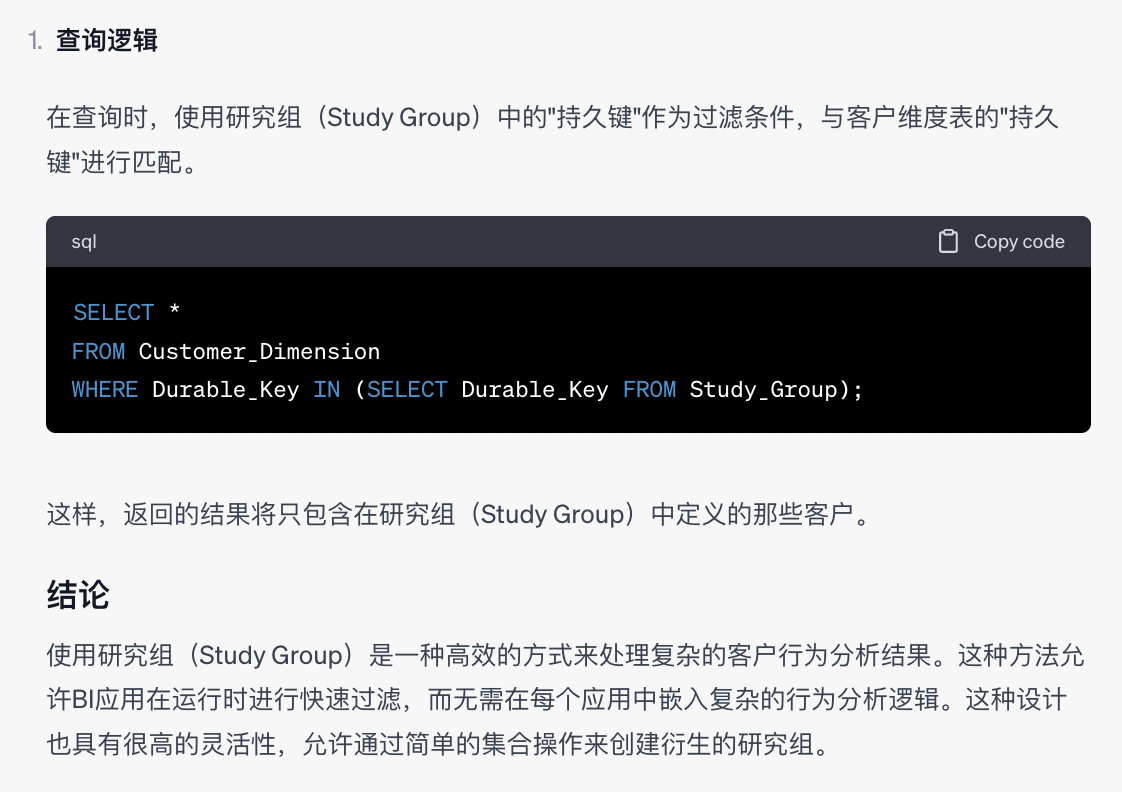 1. 查询逻辑
在查询时，使用研究组（Study Group）中的"持久键"作为过滤条件，与客户维度表的"持久
键"进行匹配。
sql
Copy code
SELECT *
FROM Customer_Dimension
WHERE Durable_Key IN (SELECT Durable_Key FROM Study_Group);
这样，返回的结果将只包含在研究组（Study Group）中定义的那些客户。
结论
使用研究组（Study Group）是一种高效的方式来处理复杂的客户行为分析结果。这种方法允
许BI应用在运行时进行快速过滤，而无需在每个应用中嵌入复杂的行为分析逻辑。这种设计
也具有很高的灵活性，允许通过简单的集合操作来创建衍生的研究组。